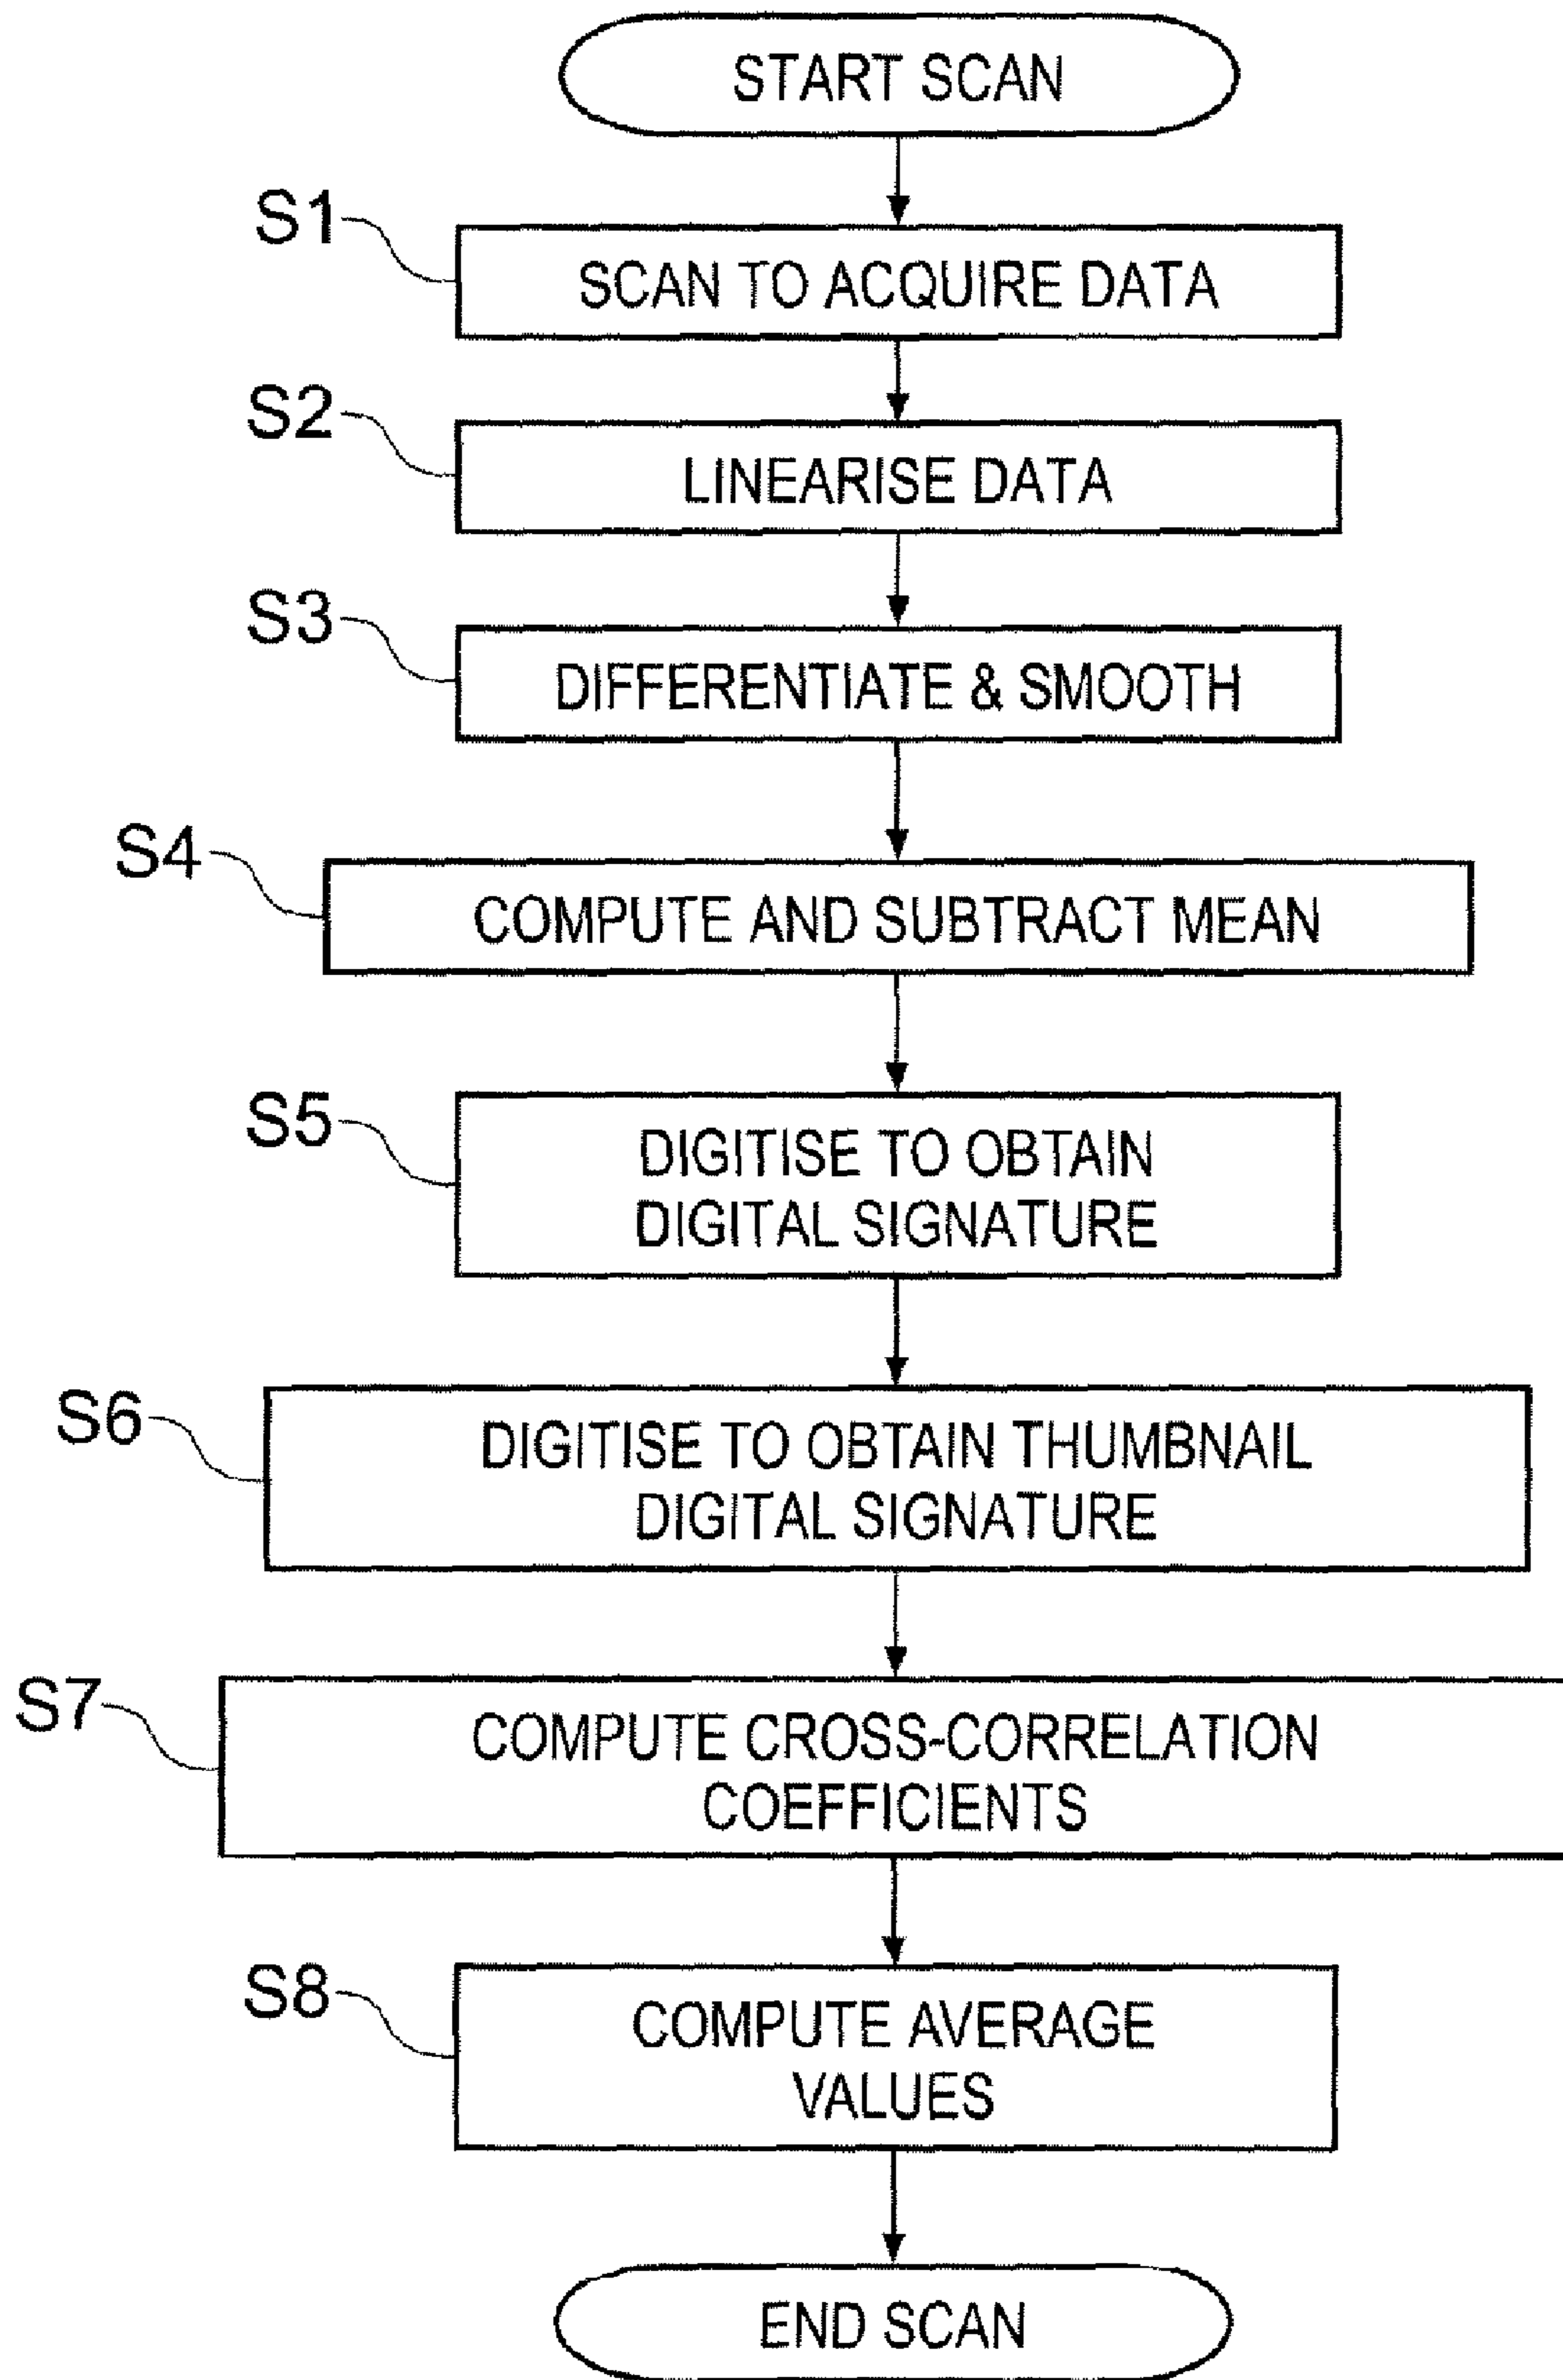 START SCAN
S1
SCAN TO ACQUIRE DATA
S2
LINEARISE DATA
S3
DIFFERENTIATE & SMOOTH
S4
COMPUTE AND SUBTRACT MEAN
S5
DIGITISE TO OBTAIN
DIGITAL SIGNATURE
S6
DIGITISE TO OBTAIN THUMBNAIL
DIGITAL SIGNATURE
S7
COMPUTE CROSS-CORRELATION
COEFFICIENTS
S8
COMPUTE AVERAGE
VALUES
END SCAN